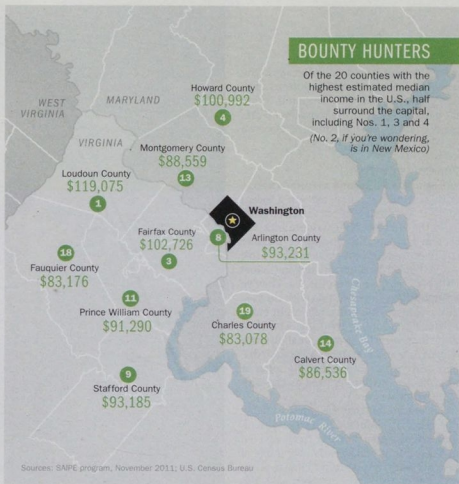 BOUNTY HUNTERS
Of the 20 counties with the
highest estimated median
income in the U.S., half
surround the capital,
including Nos. 1, 3 and 4
(No. 2, if you're wondering,
is in New Mexico)
Howard County
$100,992
4
WEST
VIRGINIA
MARYLAND
VIRGINIA
Montgomery County
$88,559
13
Loudoun County
$119,075
1
Washington
Fairfax County
$102,726
3
8
Arlington County
$93,231
18
Fauquier County
$83,176
11
Prince William County
$91,290
19
Charles County
$83,078
14
Calvert County
$86,536
9
Stafford County
$93,185
Chesapeake Bay
Potomac River
Sources: SAIPE program, November 2011; U.S. Census Bureau